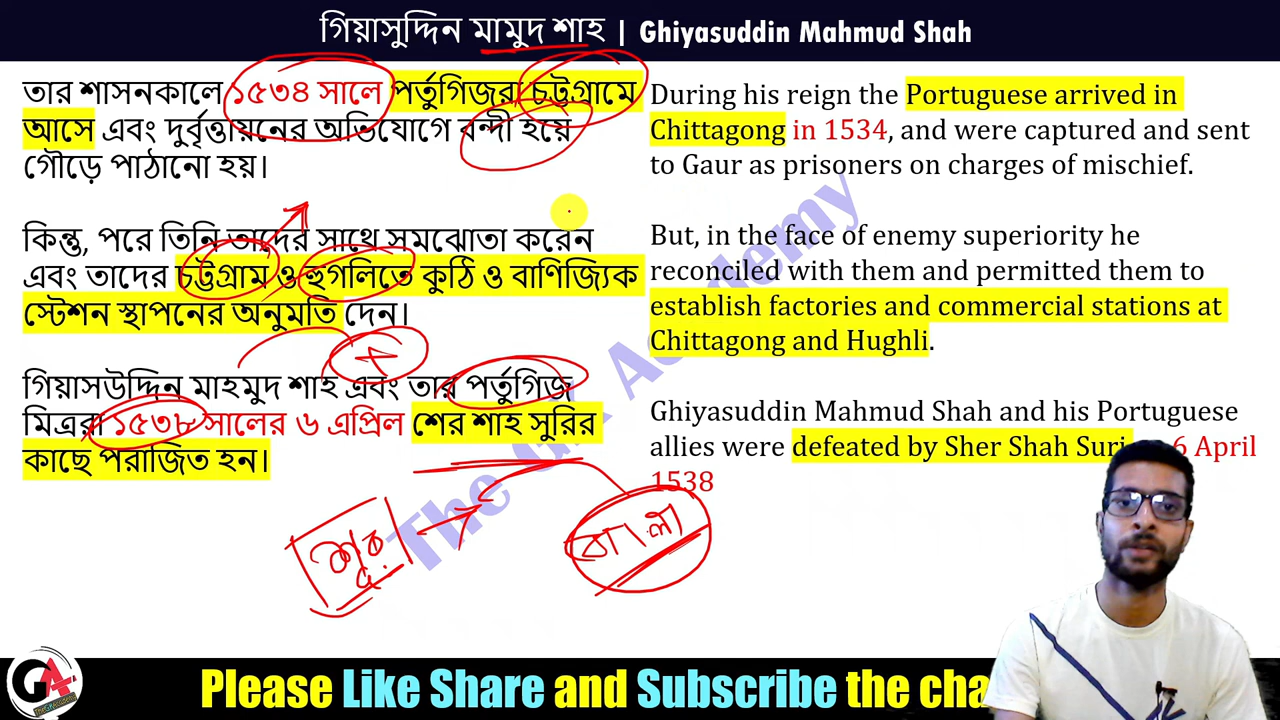 গিয়াসুদ্দিন মামুদ শাহ | Ghiyasuddin Mahmud Shah
তার শাসনকালে ১৫৩৪ সালে পর্তুগিজরা চট্টগ্রামে
আসে এবং দুর্বৃত্তায়নের অভিযোগে বন্দী হয়ে
গৌড়ে পাঠানো হয়।
কিন্তু, পরে তিনি তাদের সাথে সমঝোতা করেন
এবং তাদের চট্টগ্রাম ও হুগলিতে কুঠি ও বাণিজ্যিক
স্টেশন স্থাপনের অনুমতি দেন।
গিয়াসউদ্দিন মাহমুদ শাহ এবং তার পর্তুগিজ
মিত্ররা ১৫৩৮ সালের ৬ এপ্রিল শের শাহ সুরির
কাছে পরাজিত হন।
During his reign the Portuguese arrived in
Chittagong in 1534, and were captured and sent
to Gaur as prisoners on charges of mischief.
But, in the face of enemy superiority he
reconciled with them and permitted them to
establish factories and commercial stations at
Chittagong and Hughli.
Ghiyasuddin Mahmud Shah and his Portuguese
allies were defeated by Sher Shah Suri 6 April
1538
The GK Academy
শূর
বাংলা
Please Like Share and Subscribe the cha